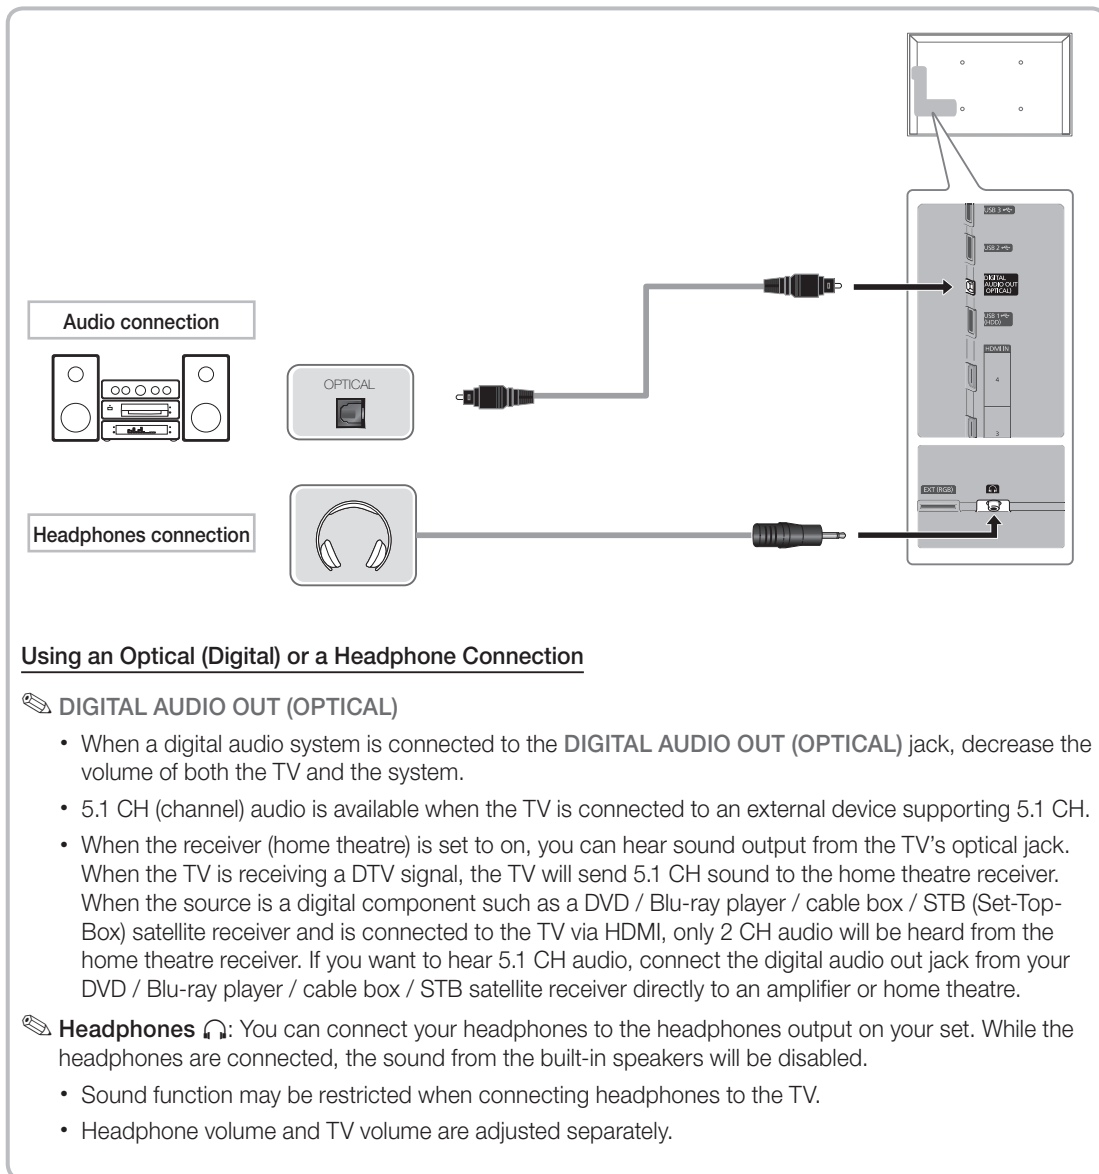 USB 3
USB 2
DIGITAL
AUDIO OUT
(OPTICAL)
USB 1
(HDD)
HDMI IN
4
3
Audio connection
OPTICAL
EXT (RGB)
Headphones connection
Using an Optical (Digital) or a Headphone Connection
DIGITAL AUDIO OUT (OPTICAL)
• When a digital audio system is connected to the DIGITAL AUDIO OUT (OPTICAL) jack, decrease the
volume of both the TV and the system.
• 5.1 CH (channel) audio is available when the TV is connected to an external device supporting 5.1 CH.
• When the receiver (home theatre) is set to on, you can hear sound output from the TV’s optical jack.
When the TV is receiving a DTV signal, the TV will send 5.1 CH sound to the home theatre receiver.
When the source is a digital component such as a DVD / Blu-ray player / cable box / STB (Set-Top-
Box) satellite receiver and is connected to the TV via HDMI, only 2 CH audio will be heard from the
home theatre receiver. If you want to hear 5.1 CH audio, connect the digital audio out jack from your
DVD / Blu-ray player / cable box / STB satellite receiver directly to an amplifier or home theatre.
Headphones : You can connect your headphones to the headphones output on your set. While the
headphones are connected, the sound from the built-in speakers will be disabled.
• Sound function may be restricted when connecting headphones to the TV.
• Headphone volume and TV volume are adjusted separately.